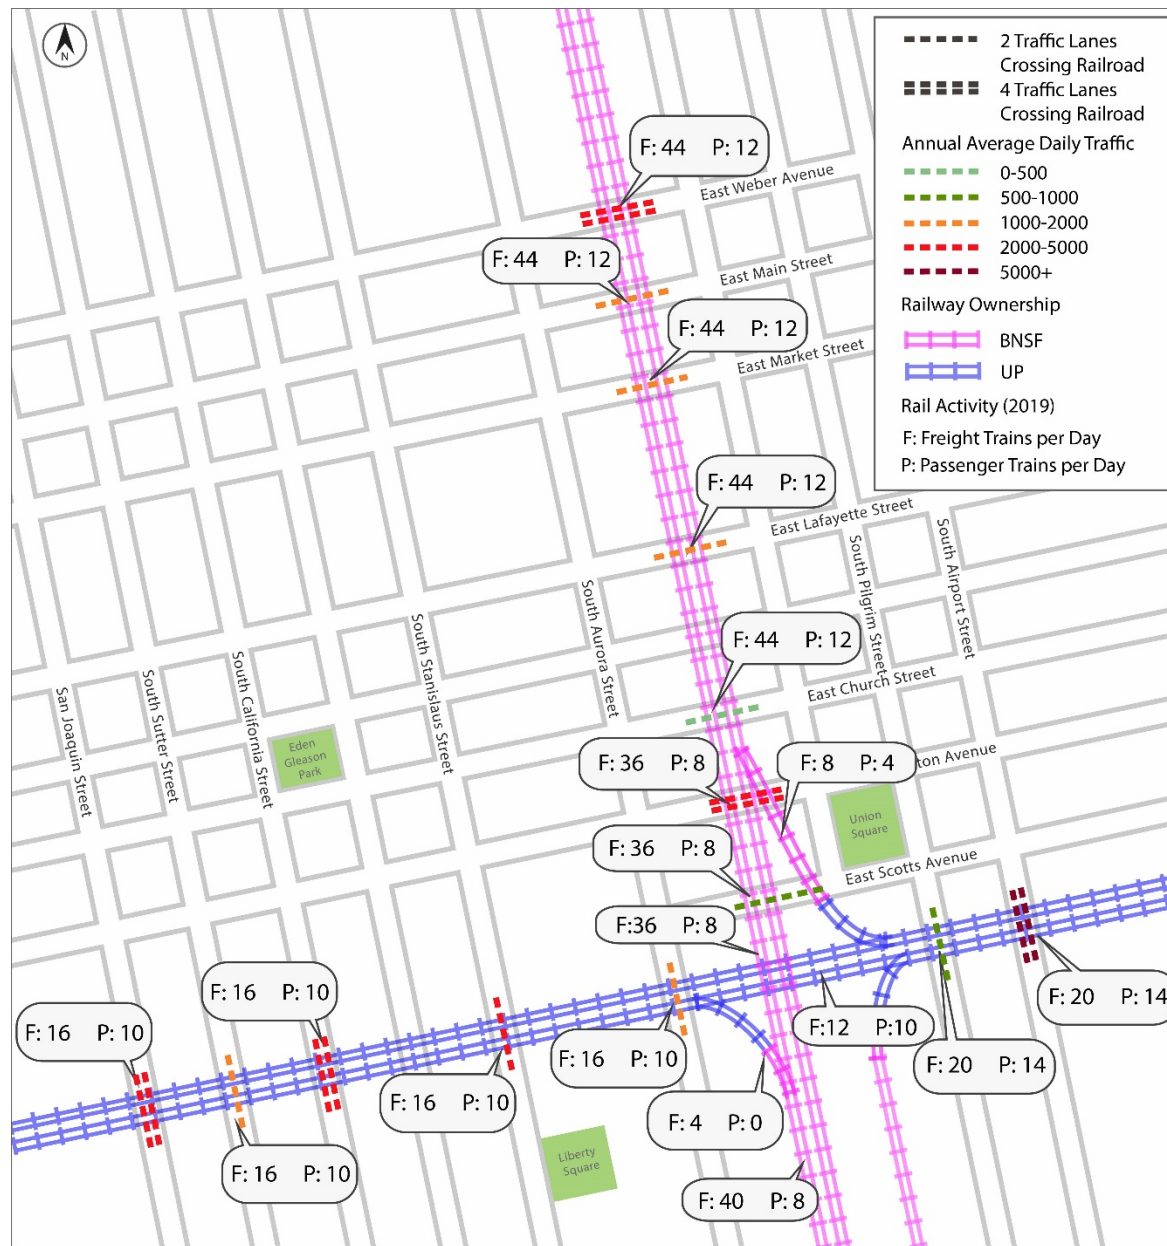 N
2 Traffic Lanes
Crossing Railroad
4 Traffic Lanes
Crossing Railroad
Annual Average Daily Traffic
0-500
500-1000
1000-2000
2000-5000
5000+
Railway Ownership
BNSF
UP
Rail Activity (2019)
F: Freight Trains per Day
P: Passenger Trains per Day
F: 44 P: 12
East Weber Avenue
F: 44 P: 12
East Main Street
F: 44 P: 12
East Market Street
F: 44 P: 12
East Lafayette Street
South Airport Street
South Pilgrim Street
South Aurora Street
South Stanislaus Street
South California Street
South Sutter Street
San Joaquin Street
F: 44 P: 12
East Church Street
Eden
Gleason
Park
F: 36 P: 8
F: 8 P: 4
ton Avenue
Union
Square
F: 36 P: 8
East Scotts Avenue
F:36 P: 8
F: 16 P: 10
F: 16 P: 10
F: 20 P: 14
F:12 P:10
F: 16 P: 10
F: 20 P: 14
F: 16 P: 10
F: 4 P: 0
Liberty
Square
F: 16 P: 10
F: 40 P: 8